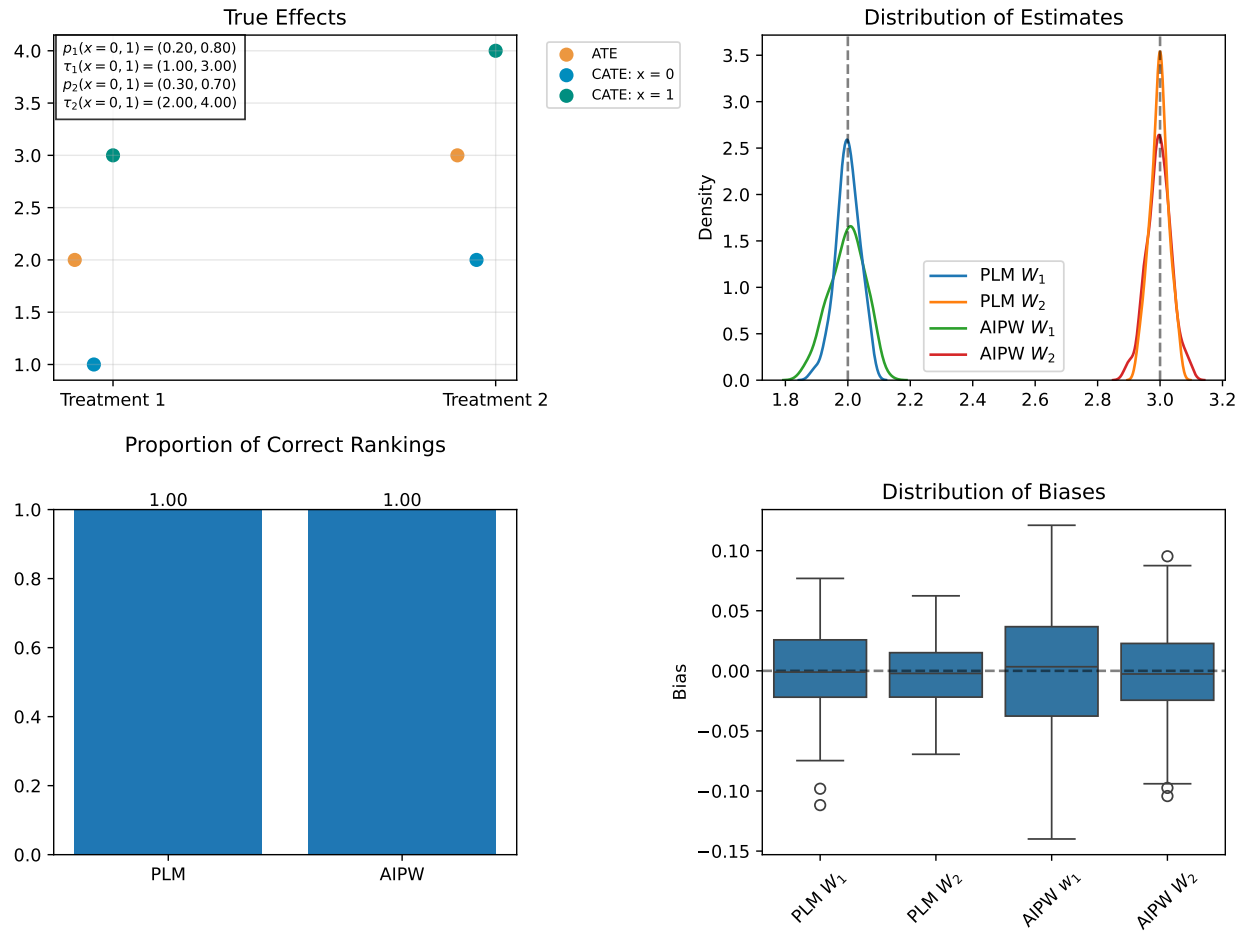 True Effects
p₁(x = 0, 1) = (0.20, 0.80)
τ₁(x = 0, 1) = (1.00, 3.00)
p₂(x = 0, 1) = (0.30, 0.70)
τ₂(x = 0, 1) = (2.00, 4.00)
4.0
3.5
3.0
2.5
2.0
1.5
1.0
Treatment 1
Treatment 2
ATE
CATE: x = 0
CATE: x = 1
Distribution of Estimates
Density
3.5
3.0
2.5
2.0
1.5
1.0
0.5
0.0
1.8
2.0
2.2
2.4
2.6
2.8
3.0
3.2
PLM W₁
PLM W₂
AIPW W₁
AIPW W₂
Proportion of Correct Rankings
1.00
1.00
1.0
0.8
0.6
0.4
0.2
0.0
PLM
AIPW
Distribution of Biases
Bias
0.10
0.05
0.00
−0.05
−0.10
−0.15
PLM W₁
PLM W₂
AIPW w₁
AIPW W₂